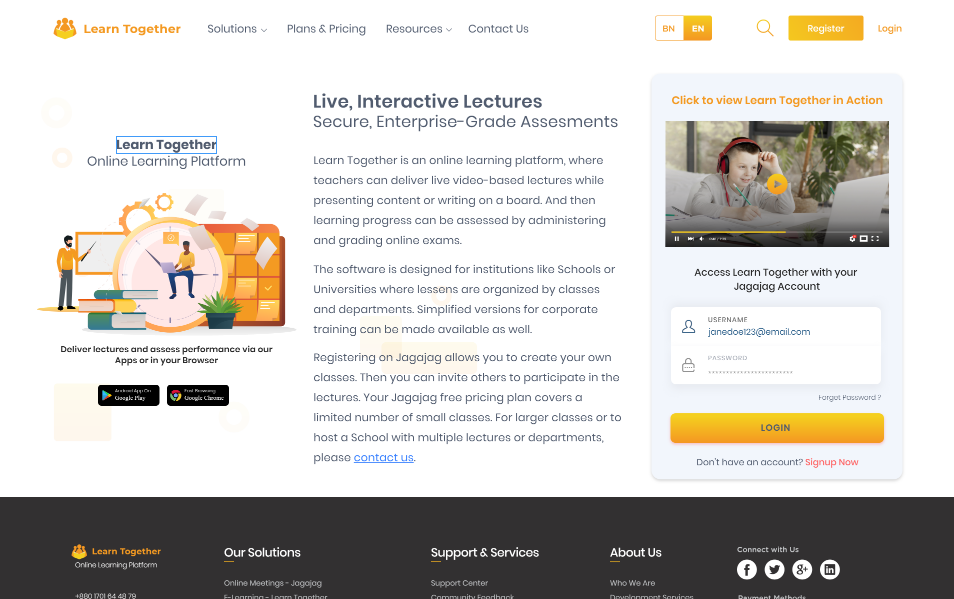 Learn Together
Solutions
Plans & Pricing
Resources
Contact Us
BN
EN
Register
Login
Learn Together
Online Learning Platform
Deliver lectures and assess performance via our
Apps or in your Browser
Android App On
Google Play
Google Chrome
Live, Interactive Lectures
Secure, Enterprise-Grade Assesments
Learn Together is an online learning platform, where
teachers can deliver live video-based lectures while
presenting content or writing on a board. And then
learning progress can be assessed by administering
and grading online exams.
The software is designed for institutions like Schools or
Universities where lessons are organized by classes
and departments. Simplified versions for corporate
training can be made available as well.
Registering on Jagajag allows you to create your own
classes. Then you can invite others to participate in the
lectures. Your Jagajag free pricing plan covers a
limited number of small classes. For larger classes or to
host a School with multiple lectures or departments,
please contact us.
Click to view Learn Together in Action
Access Learn Together with your
Jagajag Account
USERNAME
janedoe123@email.com
PASSWORD
************************
Forgot Password ?
LOGIN
Don't have an account? Signup Now
Learn Together
Online Learning Platform
+880 1701 64 48 79
Our Solutions
Online Meetings - Jagajag
E-Learning - Learn Together
Support & Services
Support Center
Community Feedback
About Us
Who We Are
Development Services
Connect with Us
Payment Methods